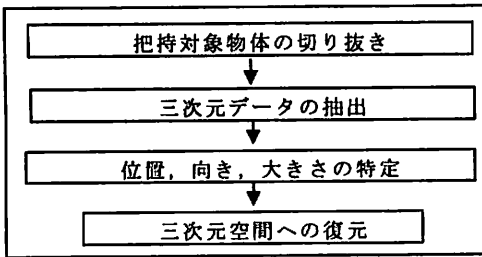 把持対象物体の切り抜き
三次元データの抽出
位置，向き，大きさの特定
三次元空間への復元